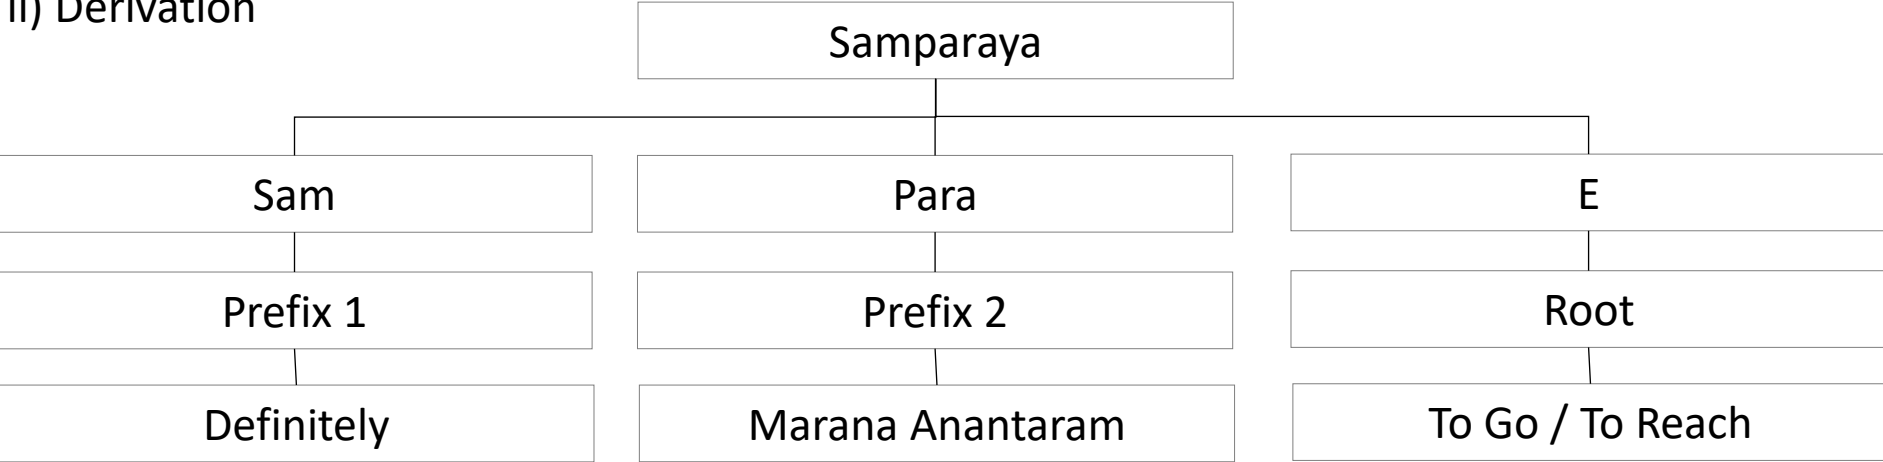 ii) Derivation
Samparaya
Sam Para E
Prefix 1 Prefix 2 Root
Definitely Marana Anantaram To Go / To Reach